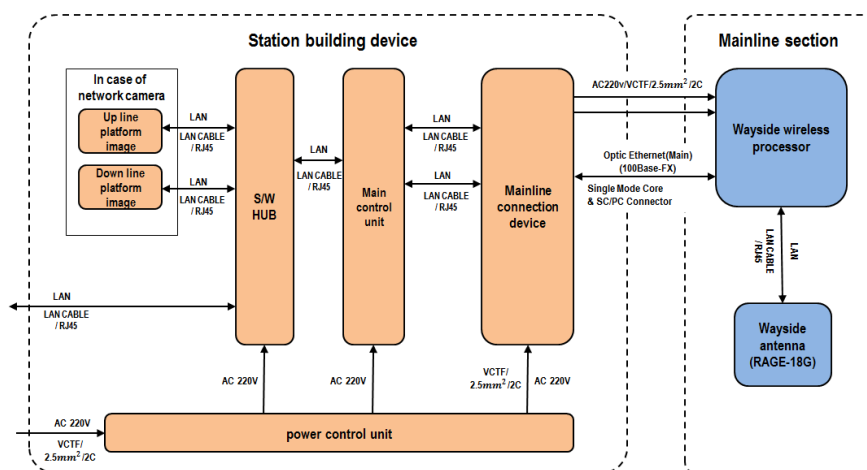 Station building device
Mainline section
In case of
network camera
Up line
platform
image
Down line
platform
image
LAN
LAN CABLE
/ RJ45
LAN
LAN CABLE
/ RJ45
S/W
HUB
LAN
LAN CABLE
/ RJ45
Main
control
unit
LAN
LAN CABLE
/ RJ45
LAN
LAN CABLE
/ RJ45
Mainline
connection
device
AC220v/VCTF/2.5mm²/2C
Optic Ethernet(Main)
(100Base-FX)
Single Mode Core
& SC/PC Connector
Wayside wireless
processor
LAN
LAN CABLE
/ RJ45
Wayside
antenna
(RAGE-18G)
LAN
LAN CABLE
/ RJ45
AC 220V
AC 220V
VCTF/
2.5mm²/2C
AC 220V
AC 220V
VCTF/
2.5mm²/2C
power control unit